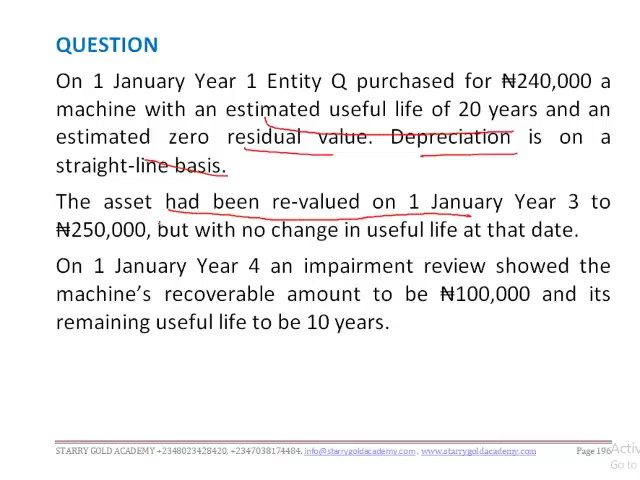 QUESTION
On 1 January Year 1 Entity Q purchased for ₦240,000 a
machine with an estimated useful life of 20 years and an
estimated zero residual value. Depreciation is on a
straight-line basis.
The asset had been re-valued on 1 January Year 3 to
₦250,000, but with no change in useful life at that date.
On 1 January Year 4 an impairment review showed the
machine’s recoverable amount to be ₦100,000 and its
remaining useful life to be 10 years.
STARRY GOLD ACADEMY +2348023428420, +2347038174484. info@starrygoldacademy.com , www.starrygoldacademy.com Page 196
Activ
Go to